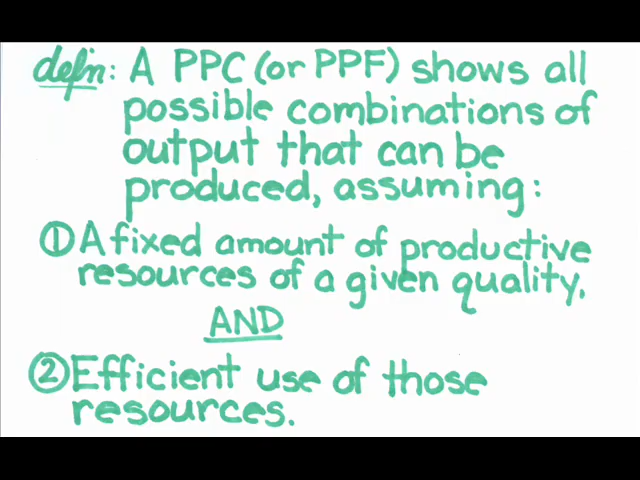 defn: A PPC (or PPF) shows all
possible combinations of
output that can be
produced, assuming:
① A fixed amount of productive
resources of a given quality.
AND
② Efficient use of those
resources.